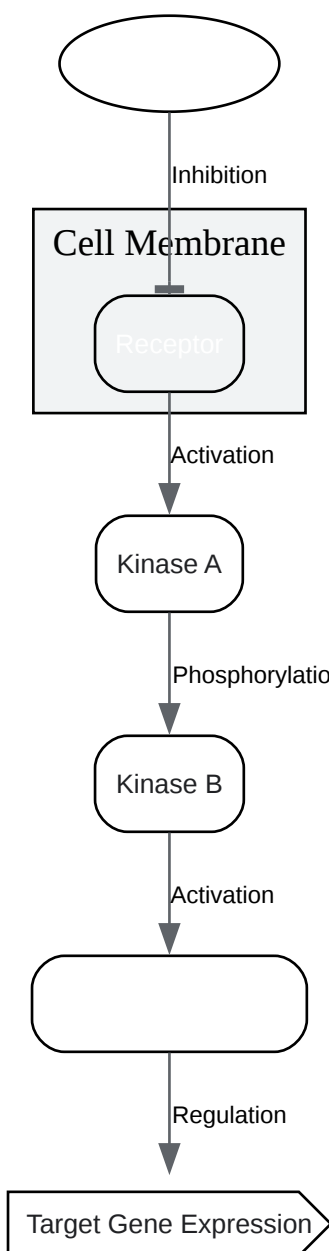 Inhibition
Cell Membrane
Receptor
Activation
Kinase A
Phosphorylatio
Kinase B
Activation
Regulation
Target Gene Expression